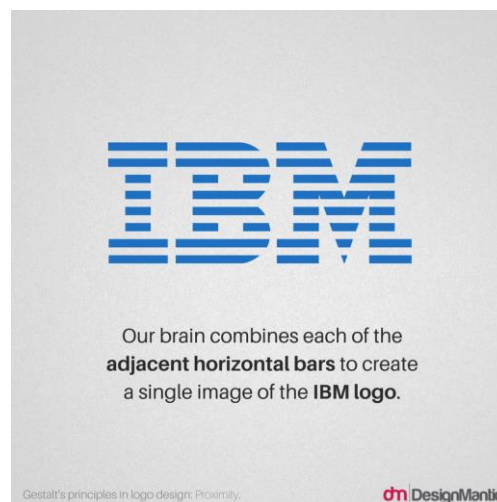 IBM
Our brain combines each of the
adjacent horizontal bars to create
a single image of the IBM logo.
Gestalt's principles in logo design: Proximity.
dm DesignMantic